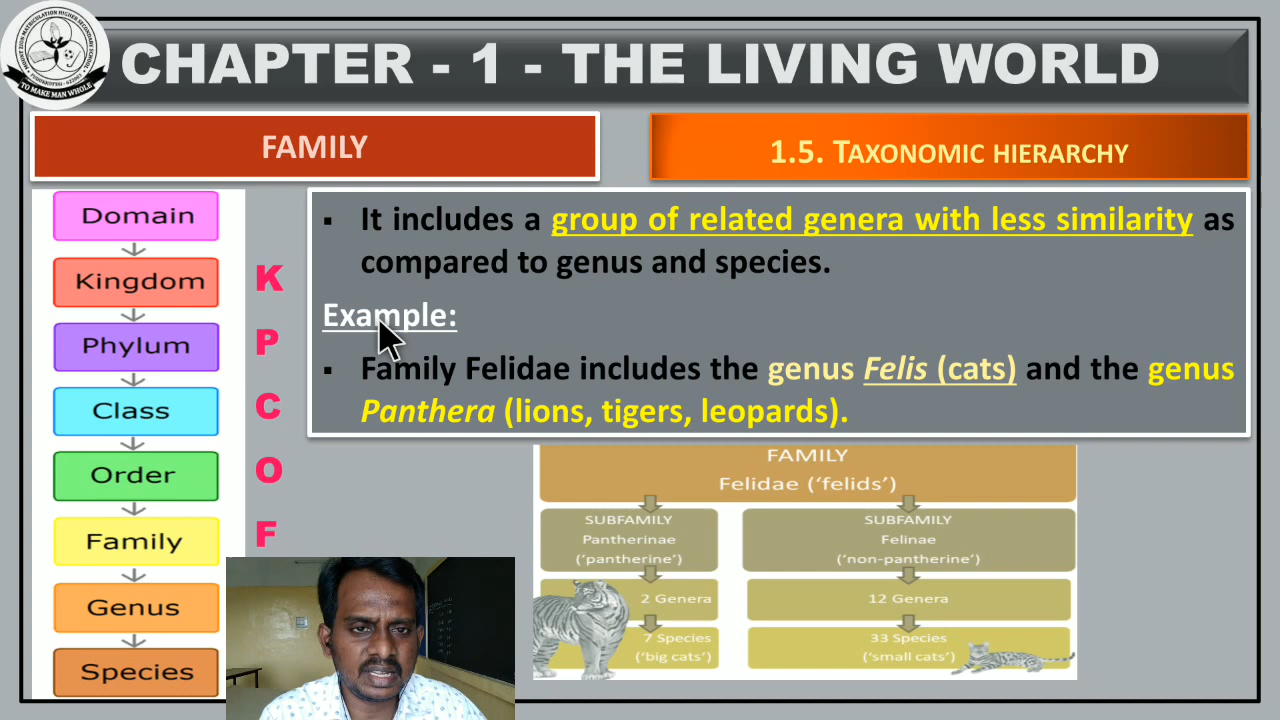 CHAPTER - 1 - THE LIVING WORLD
TO MAKE MAN WHOLE
FAMILY
1.5. TAXONOMIC HIERARCHY
Domain
Kingdom
Phylum
Class
Order
Family
Genus
Species
K
P
C
O
F
▪ It includes a group of related genera with less similarity as
compared to genus and species.
Example:
▪ Family Felidae includes the genus Felis (cats) and the genus
Panthera (lions, tigers, leopards).
FAMILY
Felidae (‘felids’)
SUBFAMILY
Pantherinae
(‘pantherine’)
2 Genera
7 Species
(‘big cats’)
SUBFAMILY
Felinae
(‘non-pantherine’)
12 Genera
33 Species
(‘small cats’)